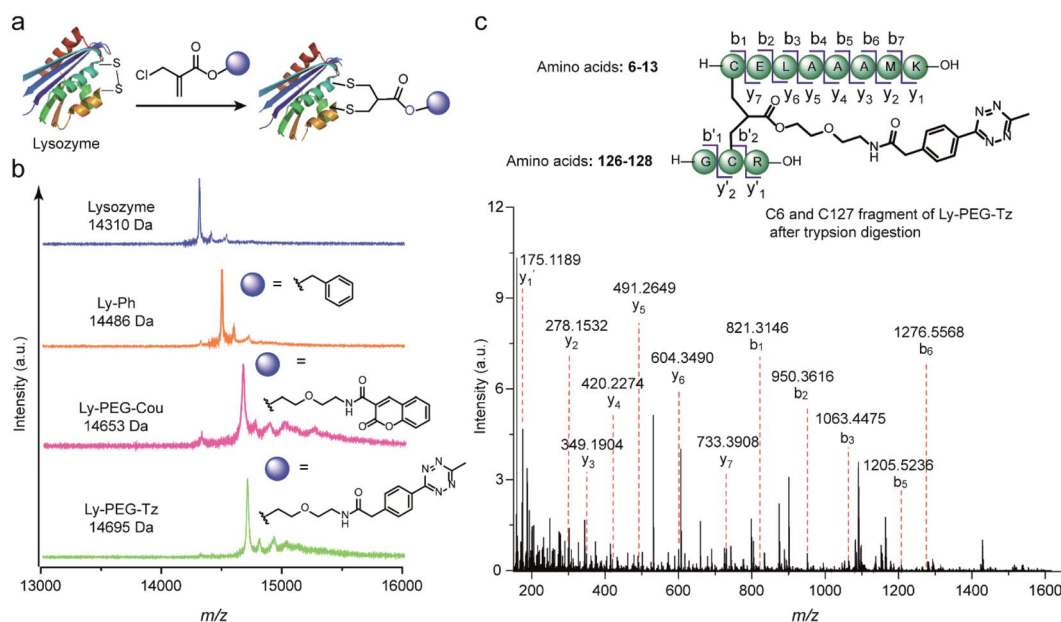 a
S
S
Lysozyme
Cl
O
O
S
S
O
O
b
Intensity (a.u.)
Lysozyme
14310 Da
Ly-Ph
14486 Da
=
Ly-PEG-Cou
14653 Da
=
O
N
H
O
O
O
Ly-PEG-Tz
14695 Da
=
O
N
H
O
N
N
N
N
13000
14000
15000
16000
m/z
c
b1
b2
b3
b4
b5
b6
b7
Amino acids: 6-13
H
C
E
L
A
A
A
M
K
OH
y7
y6
y5
y4
y3
y2
y1
O
O
O
N
H
O
N
N
N
N
b'1
b'2
Amino acids: 126-128
H
G
C
R
OH
y'2
y'1
C6 and C127 fragment of Ly-PEG-Tz
after trypsion digestion
Intensity (a.u.)
12
9
6
3
0
175.1189
y1'
278.1532
y2
349.1904
y3
420.2274
y4
491.2649
y5
604.3490
y6
733.3908
y7
821.3146
b1
950.3616
b2
1063.4475
b3
1205.5236
b5
1276.5568
b6
200
400
600
800
1000
1200
1400
1600
m/z